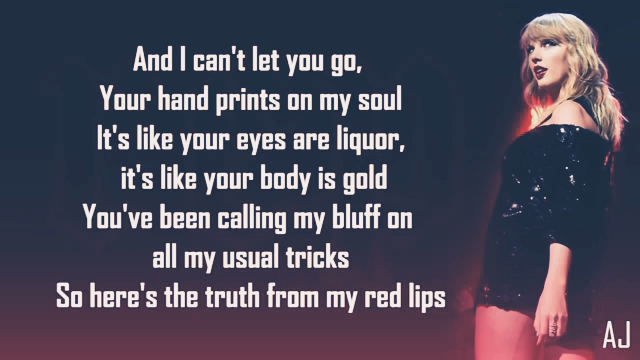 And I can't let you go,
Your hand prints on my soul
It's like your eyes are liquor,
it's like your body is gold
You've been calling my bluff on
all my usual tricks
So here's the truth from my red lips
AJ